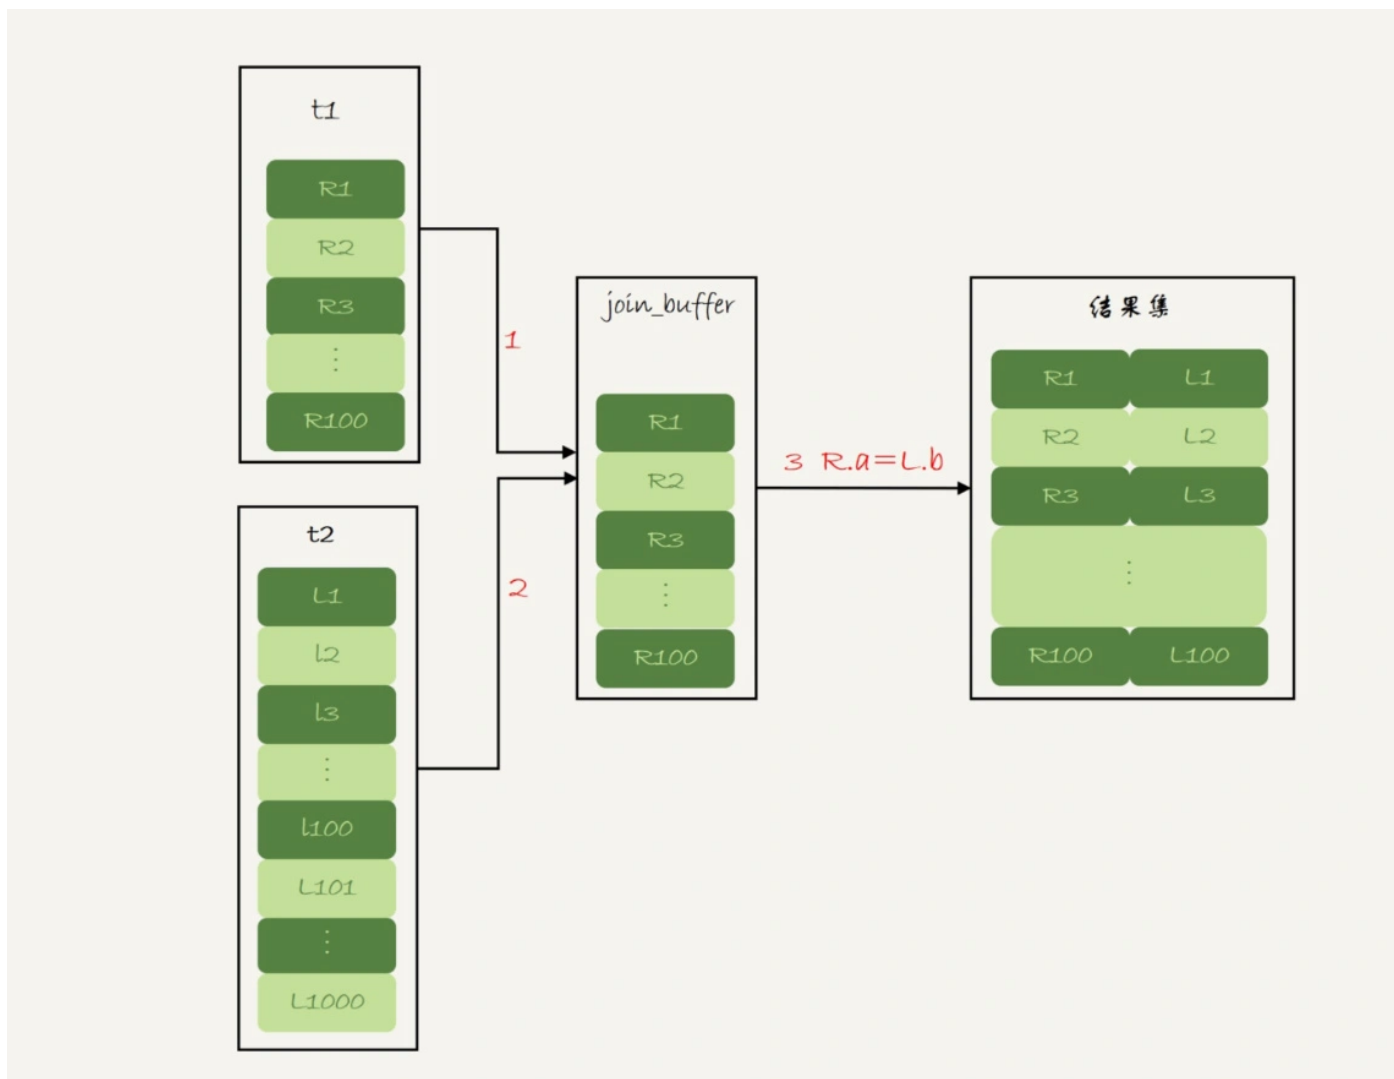 t1
R1
R2
R3
⋮
R100
1
t2
L1
l2
l3
⋮
l100
L101
⋮
L1000
2
join_buffer
R1
R2
R3
⋮
R100
3 R.a=L.b
结果集
R1 L1
R2 L2
R3 L3
⋮
R100 L100